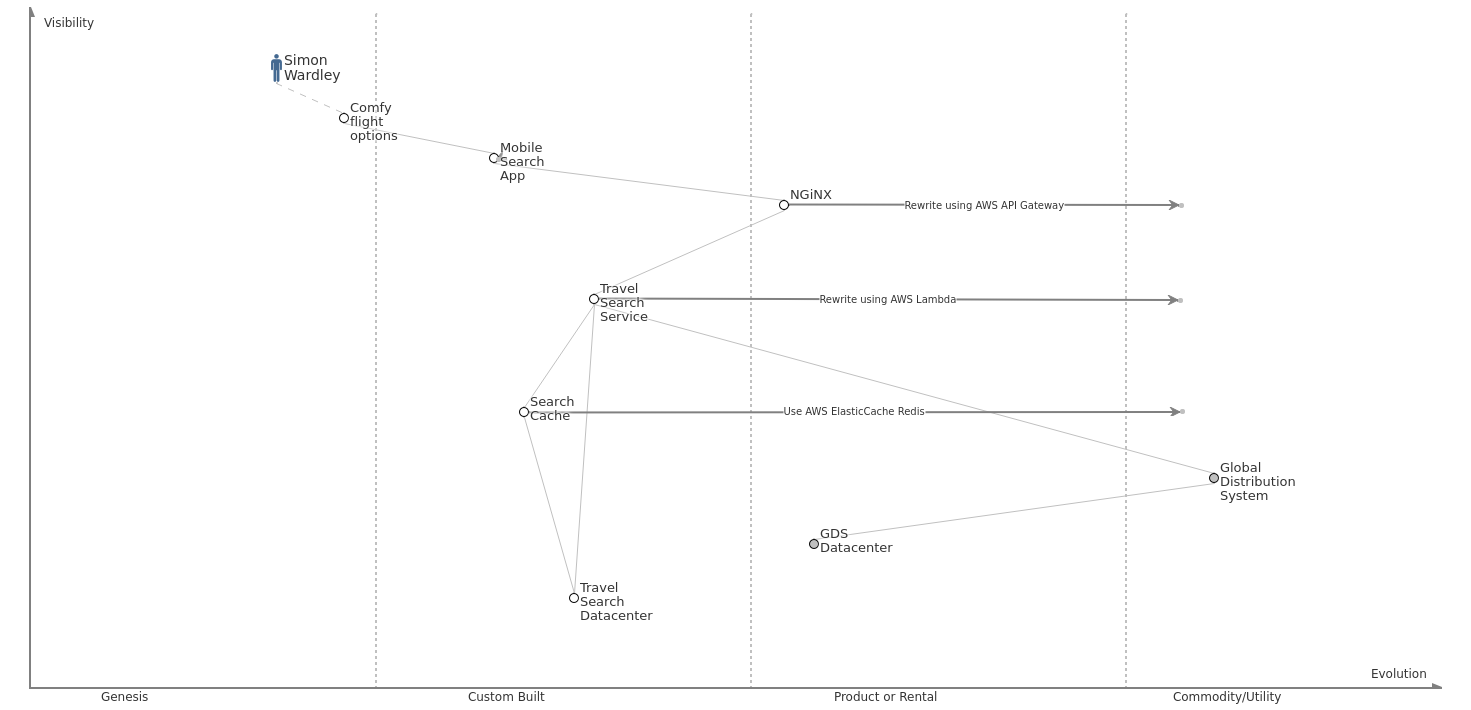 Visibility
Simon
Wardley
Comfy
flight
options
Mobile
Search
App
NGiNX
Rewrite using AWS API Gateway
Travel
Search
Service
Rewrite using AWS Lambda
Search
Cache
Use AWS ElasticCache Redis
Global
Distribution
System
GDS
Datacenter
Travel
Search
Datacenter
Evolution
Genesis
Custom Built
Product or Rental
Commodity/Utility